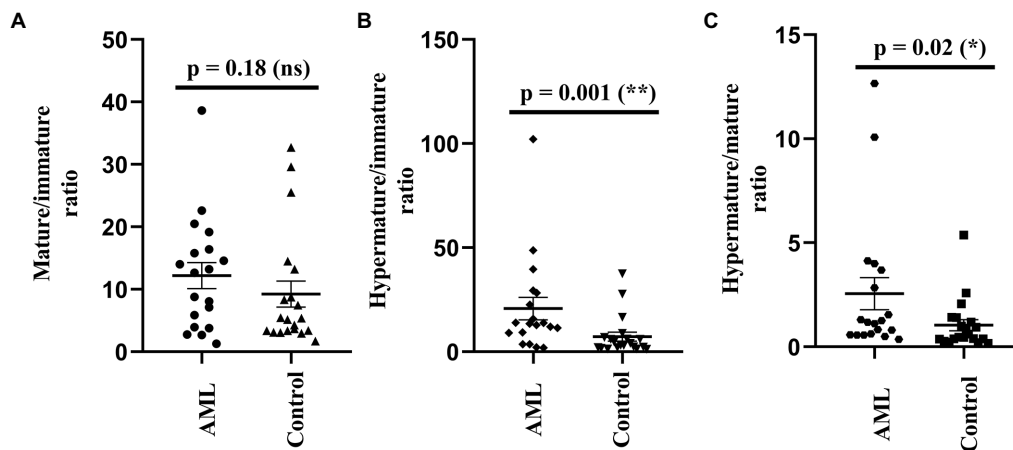 A
Mature/immature
ratio
50
40
30
20
10
0
p = 0.18 (ns)
AML
Control
B
Hypermature/immature
ratio
150
100
50
0
p = 0.001 (**)
AML
Control
C
Hypermature/mature
ratio
15
10
5
0
p = 0.02 (*)
AML
Control